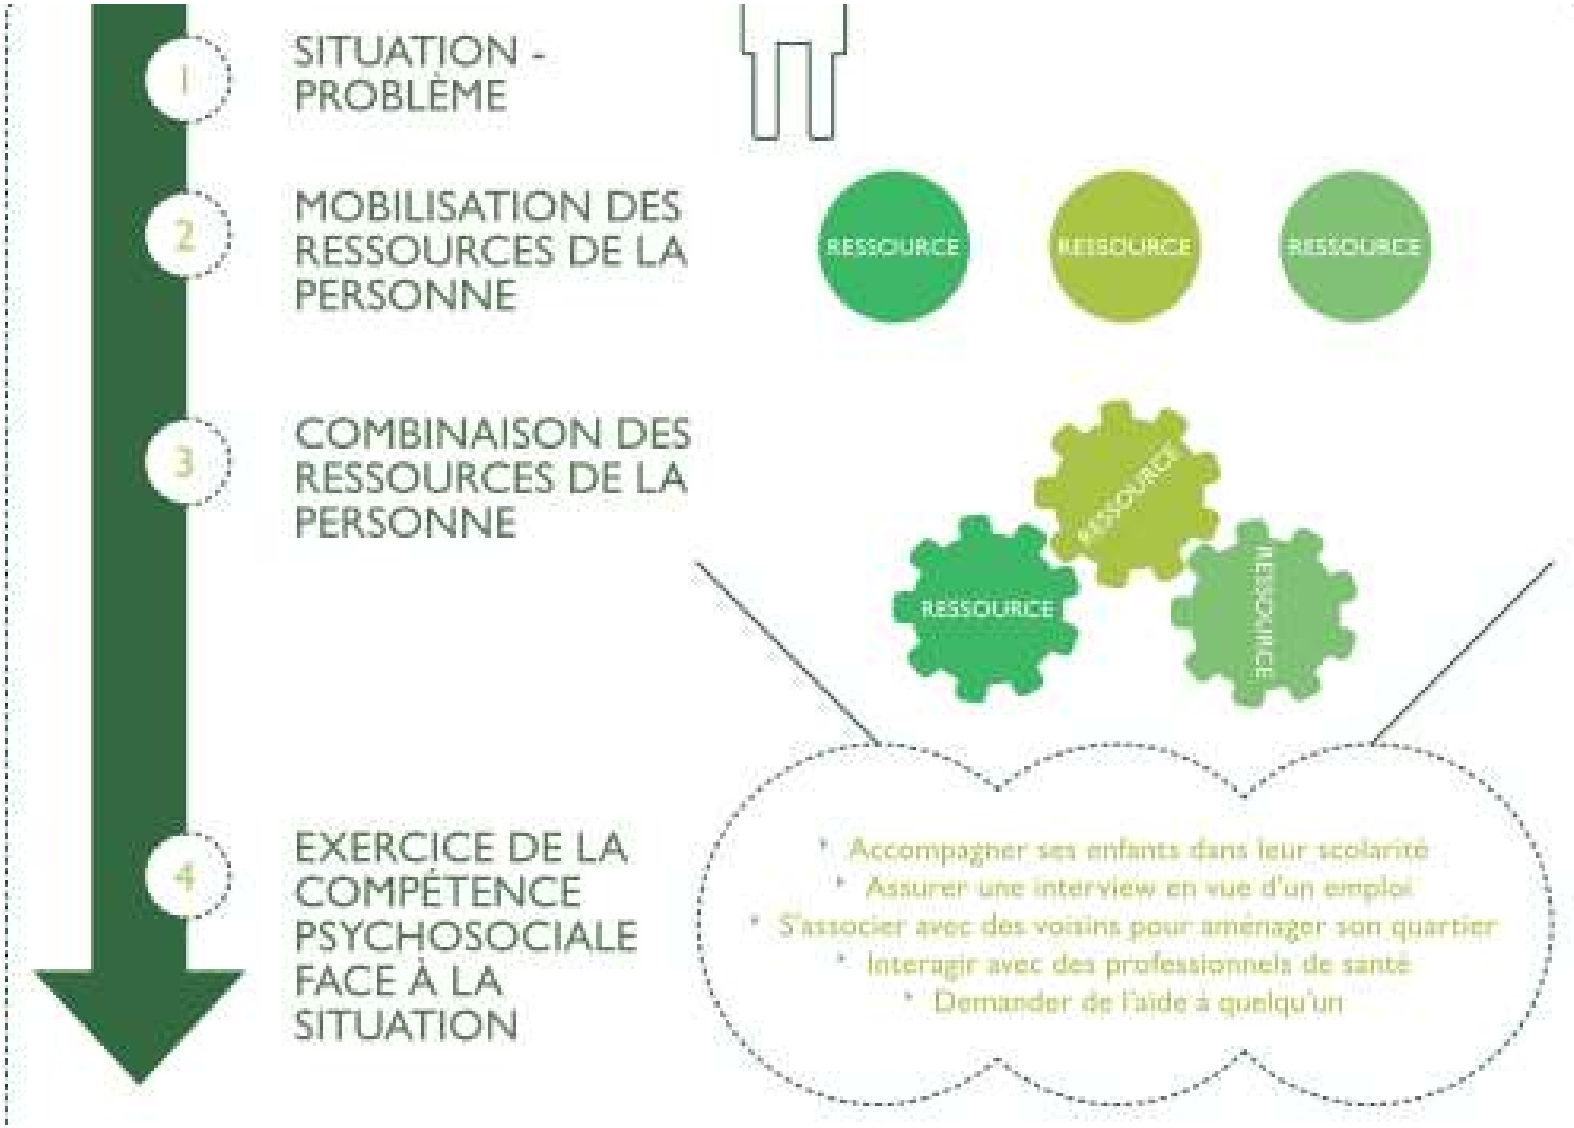 1
SITUATION -
PROBLÈME
2
MOBILISATION DES
RESSOURCES DE LA
PERSONNE
RESSOURCE
RESSOURCE
RESSOURCE
3
COMBINAISON DES
RESSOURCES DE LA
PERSONNE
RESSOURCE
RESSOURCE
RESSOURCE
4
EXERCICE DE LA
COMPÉTENCE
PSYCHOSOCIALE
FACE À LA
SITUATION
* Accompagner ses enfants dans leur scolarité
* Assurer une interview en vue d'un emploi
* S'associer avec des voisins pour aménager son quartier
* Interagir avec des professionnels de santé
* Demander de l'aide à quelqu'un